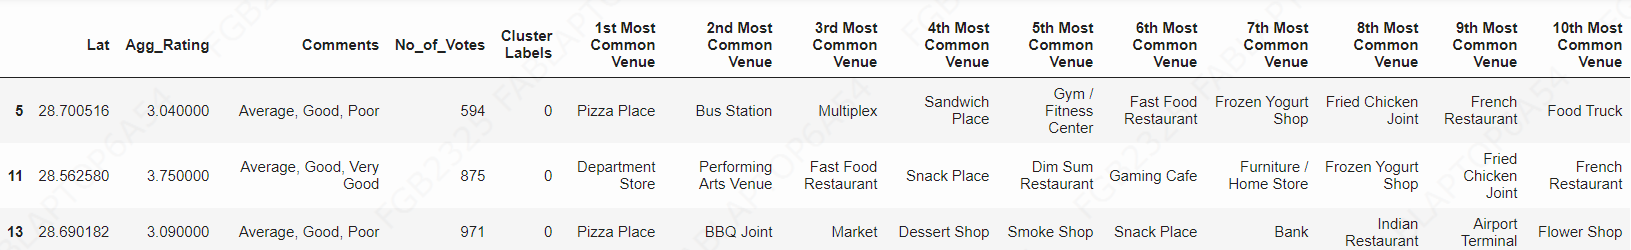 Lat Agg_Rating Comments No_of_Votes Cluster Labels 1st Most Common Venue 2nd Most Common Venue 3rd Most Common Venue 4th Most Common Venue 5th Most Common Venue 6th Most Common Venue 7th Most Common Venue 8th Most Common Venue 9th Most Common Venue 10th Most Common Venue
5 28.700516 3.040000 Average, Good, Poor 594 0 Pizza Place Bus Station Multiplex Sandwich Place Gym / Fitness Center Fast Food Restaurant Frozen Yogurt Shop Fried Chicken Joint French Restaurant Food Truck
11 28.562580 3.750000 Average, Good, Very Good 875 0 Department Store Performing Arts Venue Fast Food Restaurant Snack Place Dim Sum Restaurant Gaming Cafe Furniture / Home Store Frozen Yogurt Shop Fried Chicken Joint French Restaurant
13 28.690182 3.090000 Average, Good, Poor 971 0 Pizza Place BBQ Joint Market Dessert Shop Smoke Shop Snack Place Bank Indian Restaurant Airport Terminal Flower Shop